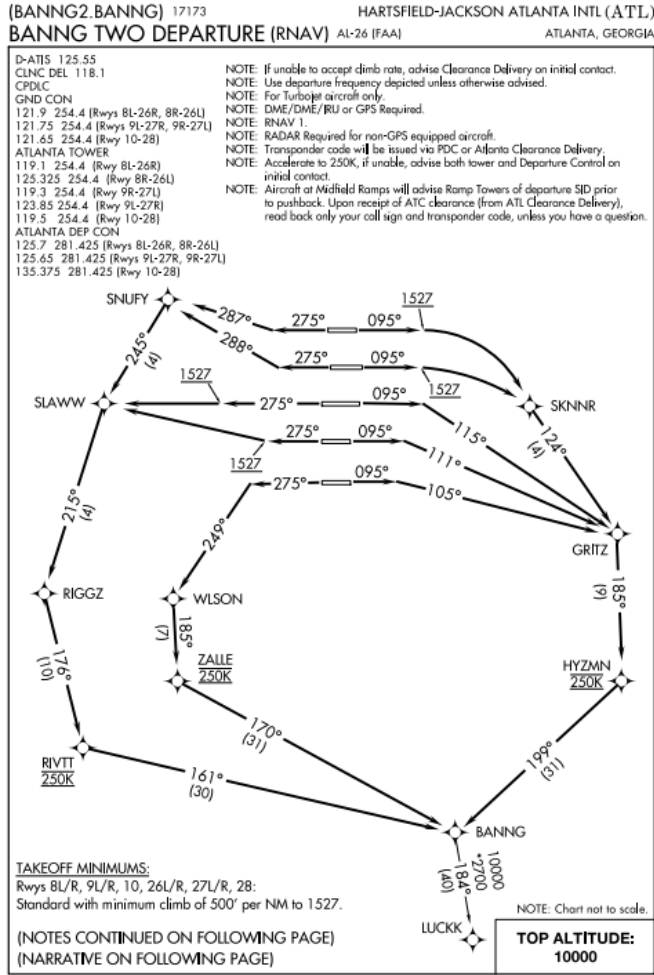 (BANNG2.BANNG) 17173
HARTSFIELD-JACKSON ATLANTA INTL (ATL)
BANNG TWO DEPARTURE (RNAV) AL-26 (FAA)
ATLANTA, GEORGIA
D-ATIS 125.55
CLNC DEL 118.1
CPDLC
GND CON
121.9 254.4 (Rwys 8L-26R, 8R-26L)
121.75 254.4 (Rwys 9L-27R, 9R-27L)
121.65 254.4 (Rwy 10-28)
ATLANTA TOWER
119.1 254.4 (Rwy 8L-26R)
125.325 254.4 (Rwy 8R-26L)
119.3 254.4 (Rwy 9R-27L)
123.85 254.4 (Rwy 9L-27R)
119.5 254.4 (Rwy 10-28)
ATLANTA DEP CON
125.7 281.425 (Rwys 8L-26R, 8R-26L)
125.65 281.425 (Rwys 9L-27R, 9R-27L)
135.375 281.425 (Rwy 10-28)
NOTE: If unable to accept climb rate, advise Clearance Delivery on initial contact.
NOTE: Use departure frequency depicted unless otherwise advised.
NOTE: For Turbojet aircraft only.
NOTE: DME/DME/IRU or GPS Required.
NOTE: RNAV 1.
NOTE: RADAR Required for non-GPS equipped aircraft.
NOTE: Transponder code will be issued via PDC or Atlanta Clearance Delivery.
NOTE: Accelerate to 250K, if unable, advise both tower and Departure Control on
initial contact.
NOTE: Aircraft at Midfield Ramps will advise Ramp Towers of departure SID prior
to pushback. Upon receipt of ATC clearance (from ATL Clearance Delivery),
read back only your call sign and transponder code, unless you have a question.
SNUFY
287°
275°
095°
1527
288°
275°
095°
1527
245°
(4)
SLAWW
1527
275°
095°
SKNNR
115°
124°
(4)
1527
275°
095°
111°
275°
095°
105°
215°
(4)
249°
GRITZ
RIGGZ
WLSON
185°
(7)
185°
(9)
176°
(10)
ZALLE
250K
HYZMN
250K
170°
(31)
199°
(31)
RIVTT
250K
161°
(30)
BANNG
10000
*2700
184°
(40)
LUCKK
TAKEOFF MINIMUMS:
Rwys 8L/R, 9L/R, 10, 26L/R, 27L/R, 28:
Standard with minimum climb of 500' per NM to 1527.
NOTE: Chart not to scale.
(NOTES CONTINUED ON FOLLOWING PAGE)
(NARRATIVE ON FOLLOWING PAGE)
TOP ALTITUDE:
10000